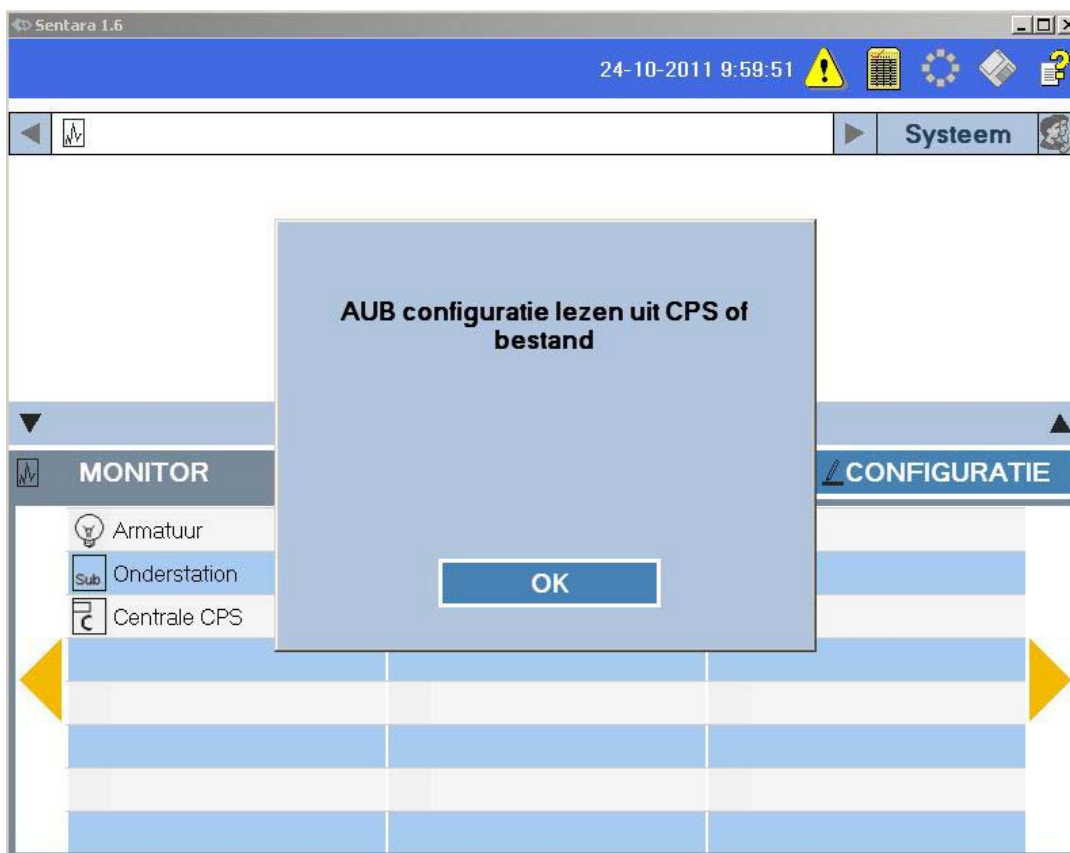 Sentara 1.6
24-10-2011 9:59:51
Systeem
AUB configuratie lezen uit CPS of
bestand
OK
MONITOR
CONFIGURATIE
Armatuur
Sub
Onderstation
C
Centrale CPS